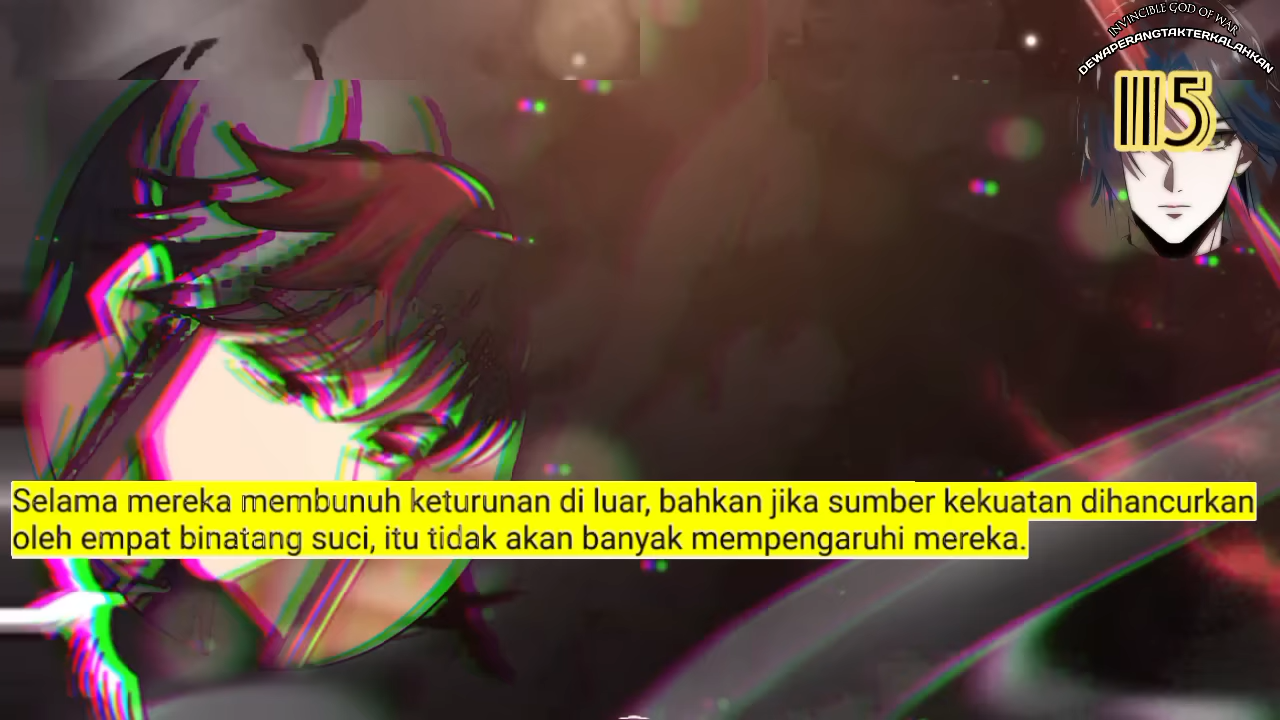 INVINCIBLE GOD OF WAR
DEWAPERANGTAKTERKALAHKAN
115
Selama mereka membunuh keturunan di luar, bahkan jika sumber kekuatan dihancurkan
oleh empat binatang suci, itu tidak akan banyak mempengaruhi mereka.